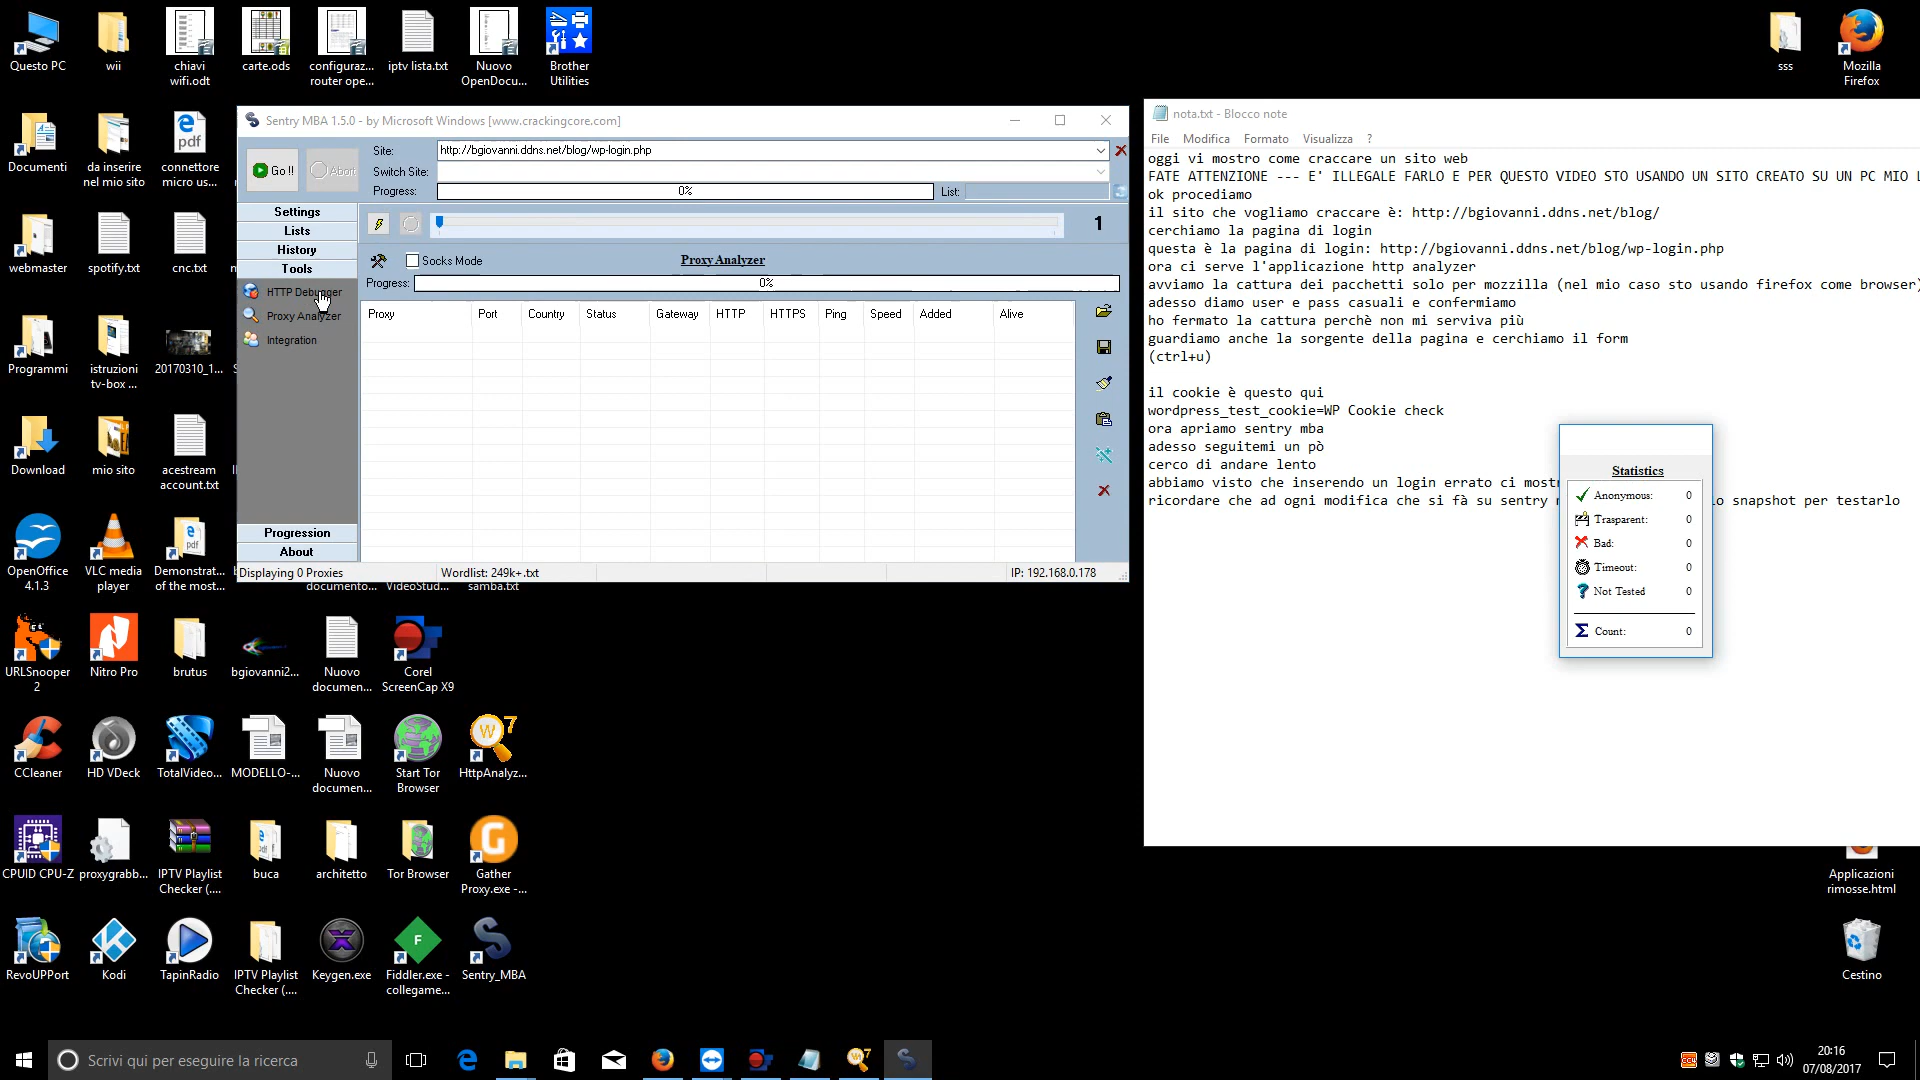 Questo PC
wii
chiavi wifi.odt
carte.ods
configuraz... router ope...
iptv lista.txt
Nuovo OpenDocu...
Brother Utilities
sss
Mozilla Firefox
Documenti
da inserire nel mio sito
connettore micro us...
webmaster
spotify.txt
cnc.txt
Programmi
istruzioni tv-box ...
20170310_1...
Download
mio sito
acestream account.txt
OpenOffice 4.1.3
VLC media player
Demonstrat... of the most...
documento...
VideoStud...
samba.txt
URLSnooper 2
Nitro Pro
brutus
bgiovanni2...
Nuovo documen...
Corel ScreenCap X9
CCleaner
HD VDeck
TotalVideo...
MODELLO-...
Nuovo documen...
Start Tor Browser
HttpAnalyz...
CPUID CPU-Z
proxygrabb...
IPTV Playlist Checker (....
buca
architetto
Tor Browser
Gather Proxy.exe -...
RevoUPPort
Kodi
TapinRadio
IPTV Playlist Checker (....
Keygen.exe
Fiddler.exe - collegame...
Sentry_MBA
Applicazioni rimosse.html
Cestino
Sentry MBA 1.5.0 - by Microsoft Windows [www.crackingcore.com]
Go !!
Abort
Site:
http://bgiovanni.ddns.net/blog/wp-login.php
Switch Site:
Progress:
0%
List:
Settings
Lists
History
Tools
HTTP Debugger
Proxy Analyzer
Integration
Progression
About
1
Socks Mode
Proxy Analyzer
Progress:
0%
Proxy Port Country Status Gateway HTTP HTTPS Ping Speed Added Alive
Displaying 0 Proxies
Wordlist: 249k+.txt
IP: 192.168.0.178
nota.txt - Blocco note
File Modifica Formato Visualizza ?
oggi vi mostro come craccare un sito web
FATE ATTENZIONE --- E' ILLEGALE FARLO E PER QUESTO VIDEO STO USANDO UN SITO CREATO SU UN PC MIO
ok procediamo
il sito che vogliamo craccare è: http://bgiovanni.ddns.net/blog/
cerchiamo la pagina di login
questa è la pagina di login: http://bgiovanni.ddns.net/blog/wp-login.php
ora ci serve l'applicazione http analyzer
avviamo la cattura dei pacchetti solo per mozzilla (nel mio caso sto usando firefox come browser)
adesso diamo user e pass casuali e confermiamo
ho fermato la cattura perchè non mi serviva più
guardiamo anche la sorgente della pagina e cerchiamo il form
(ctrl+u)
il cookie è questo qui
wordpress_test_cookie=WP Cookie check
ora apriamo sentry mba
adesso seguitemi un pò
cerco di andare lento
abbiamo visto che inserendo un login errato ci most
ricordare che ad ogni modifica che si fà su sentry
lo snapshot per testarlo
Statistics
Anonymous: 0
Trasparent: 0
Bad: 0
Timeout: 0
Not Tested 0
Count: 0
Scrivi qui per eseguire la ricerca
20:16
07/08/2017